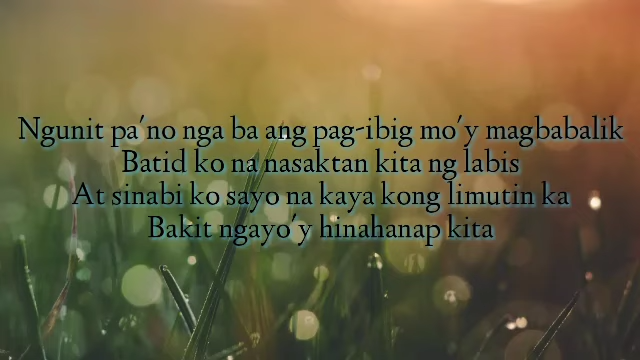 Ngunit pa'no nga ba ang pag-ibig mo'y magbabalik
Batid ko na nasaktan kita ng labis
At sinabi ko sayo na kaya kong limutin ka
Bakit ngayo'y hinahanap kita